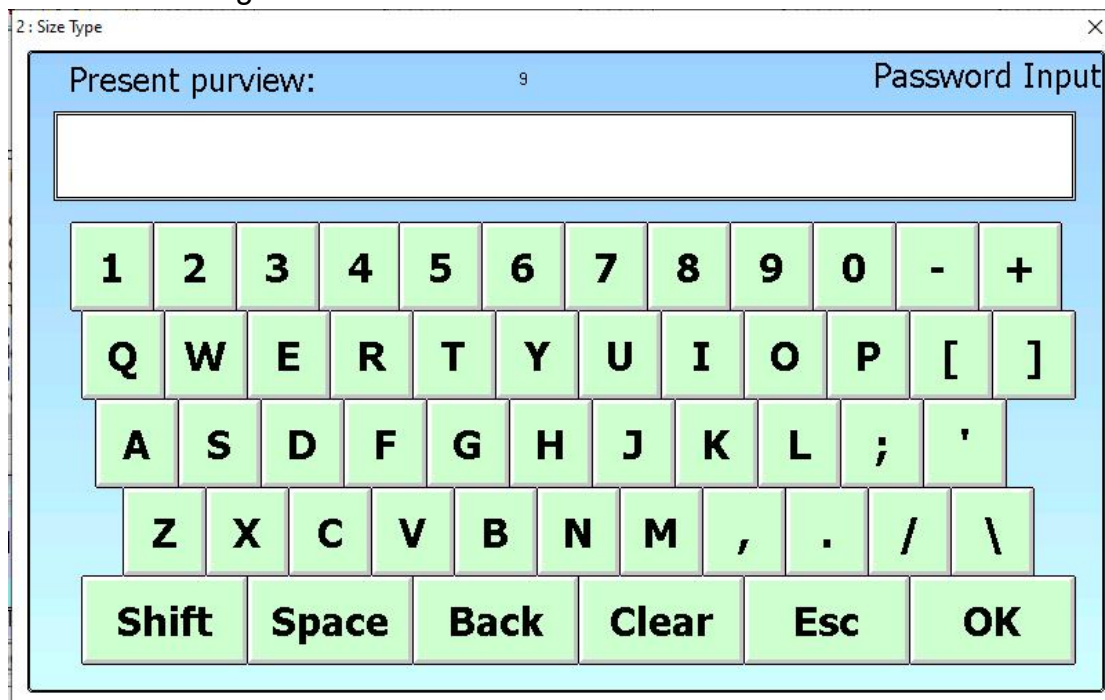 2 : Size Type
Present purview: 9 Password Input
1 2 3 4 5 6 7 8 9 0 - +
Q W E R T Y U I O P [ ]
A S D F G H J K L ; '
Z X C V B N M , . / \
Shift Space Back Clear Esc OK